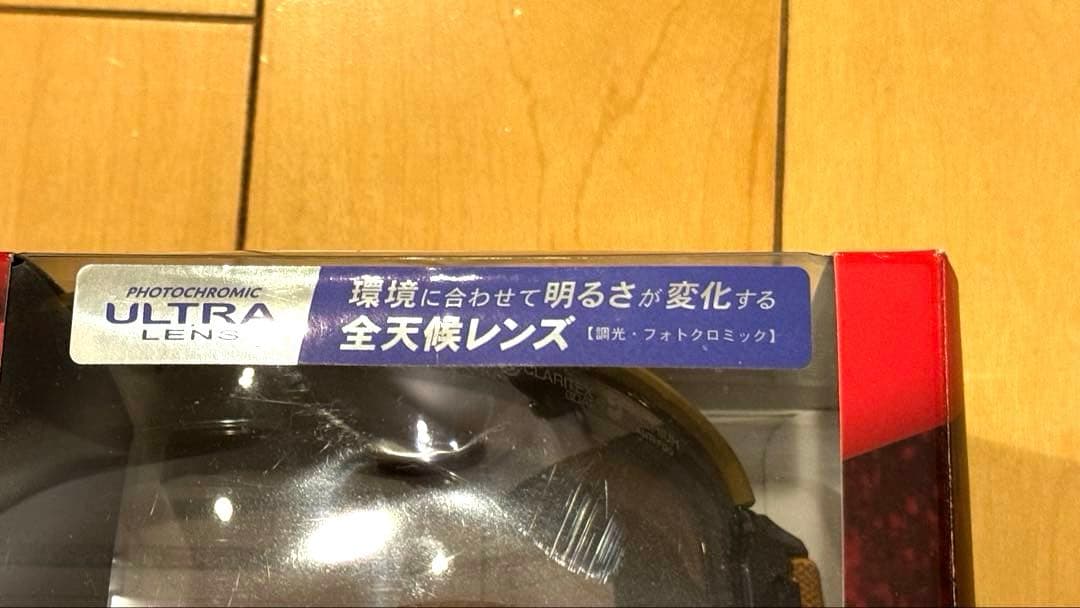 PHOTOCHROMIC
ULTRA
LENS
環境に合わせて明るさが変化する
全天候レンズ【調光・フォトクロミック】